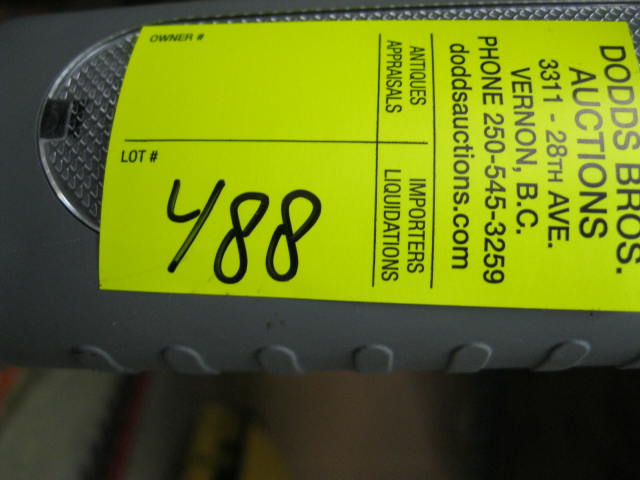 OWNER #
LOT #
488
ANTIQUES
APPRAISALS
IMPORTERS
LIQUIDATIONS
DODDS BROS.
AUCTIONS
3311 - 28TH AVE.
VERNON, B.C.
PHONE 250-545-3259
doddsauctions.com